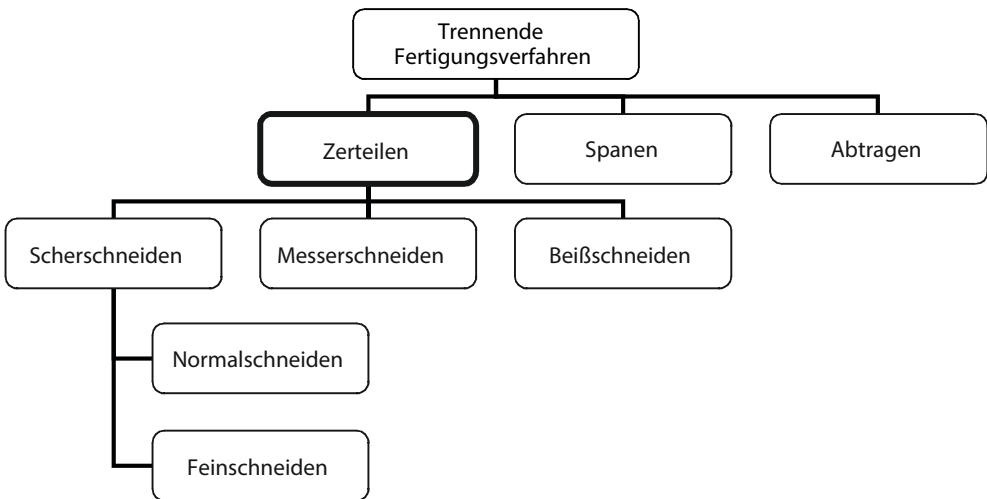 Trennende
Fertigungsverfahren
Zerteilen
Spanen
Abtragen
Scherschneiden
Messerschneiden
Beißschneiden
Normalschneiden
Feinschneiden